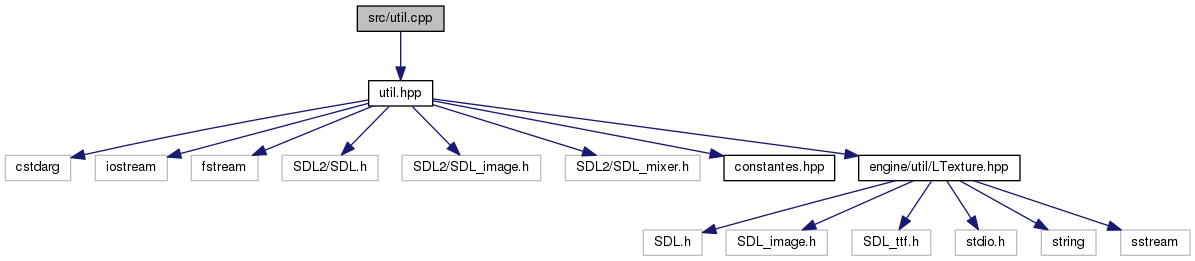 src/util.cpp
util.hpp
cstdarg
iostream
fstream
SDL2/SDL.h
SDL2/SDL_image.h
SDL2/SDL_mixer.h
constantes.hpp
engine/util/LTexture.hpp
SDL.h
SDL_image.h
SDL_ttf.h
stdio.h
string
sstream